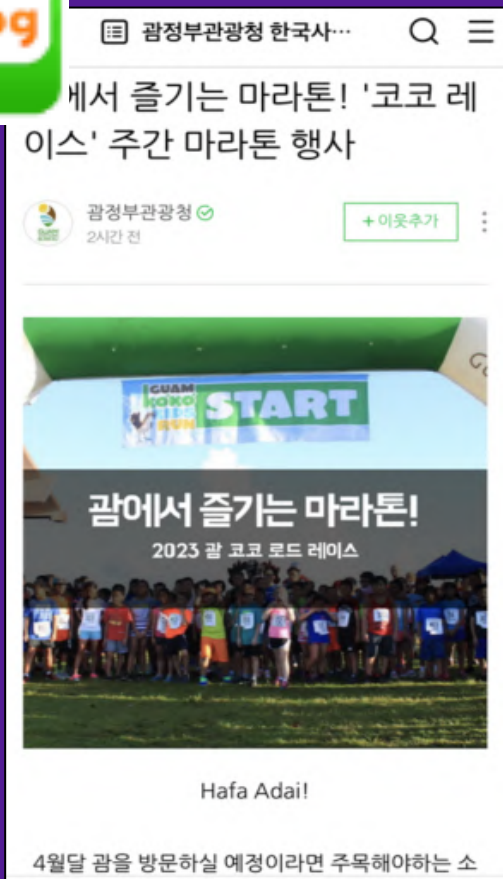 og
괌정부관광청 한국사…
에서 즐기는 마라톤! '코코 레
이스' 주간 마라톤 행사
괌정부관광청
2시간 전
+이웃추가
GUAM
KOKO
KIDS
RUN
START
괌에서 즐기는 마라톤!
2023 괌 코코 로드 레이스
Hafa Adai!
4월달 괌을 방문하실 예정이라면 주목해야하는 소